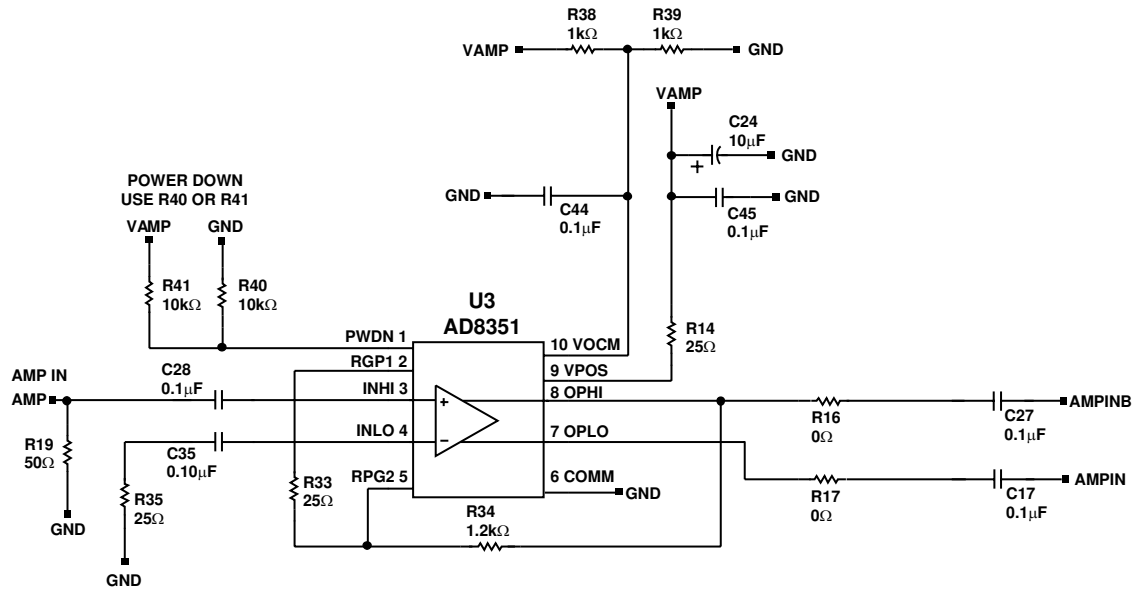 R38
1kΩ
R39
1kΩ
VAMP
GND
VAMP
C24
10μF
+
GND
POWER DOWN
USE R40 OR R41
VAMP
GND
GND
C44
0.1μF
C45
0.1μF
GND
R41
10kΩ
R40
10kΩ
U3
AD8351
R14
25Ω
PWDN 1
10 VOCM
RGP1 2
9 VPOS
AMP IN
AMP
C28
0.1μF
INHI 3
+
8 OPHI
R16
0Ω
C27
0.1μF
AMPINB
R19
50Ω
GND
C35
0.10μF
INLO 4
−
7 OPLO
R35
25Ω
GND
R33
25Ω
RPG2 5
6 COMM
GND
R34
1.2kΩ
R17
0Ω
C17
0.1μF
AMPIN